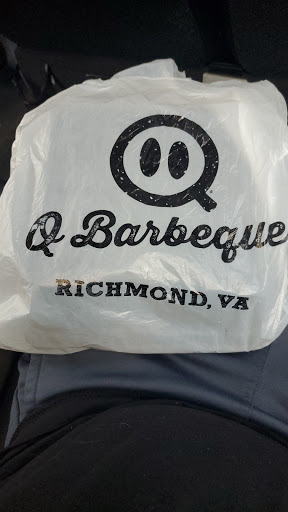 Q Barbeque
RICHMOND, VA